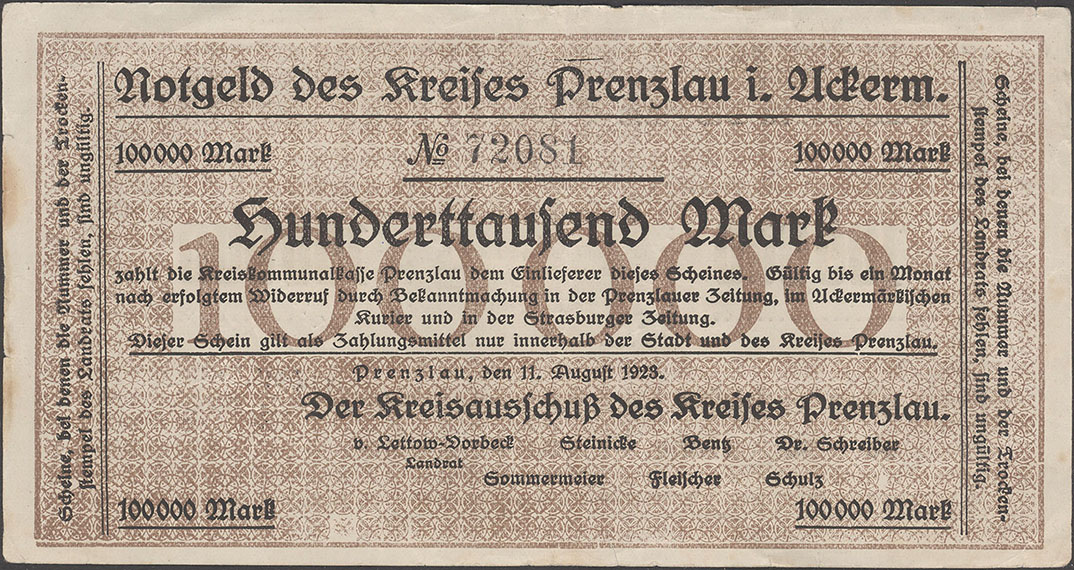 Notgeld des Kreises Prenzlau i. Uckerm.
100000 Mark
№ 72081
100000 Mark
100000
Hunderttausend Mark
zahlt die Kreiskommunalkasse Prenzlau dem Einlieferer dieses Scheines. Gültig bis ein Monat
nach erfolgtem Widerruf durch Bekanntmachung in der Prenzlauer Zeitung, im Uckermärkischen
Kurier und in der Strasburger Zeitung.
Dieser Schein gilt als Zahlungsmittel nur innerhalb der Stadt und des Kreises Prenzlau.
Prenzlau, den 11. August 1923.
Der Kreisausschuß des Kreises Prenzlau.
v. Lettow-Vorbeck Steinicke Bentz Dr. Schreiber
Landrat
Sommermeier Fleischer Schulz
100000 Mark
100000 Mark
Scheine, bei denen die Nummer und der Trocken-
stempel des Landrats fehlen, sind ungültig.
Scheine, bei denen die Nummer und der Trocken-
stempel des Landrats fehlen, sind ungültig.